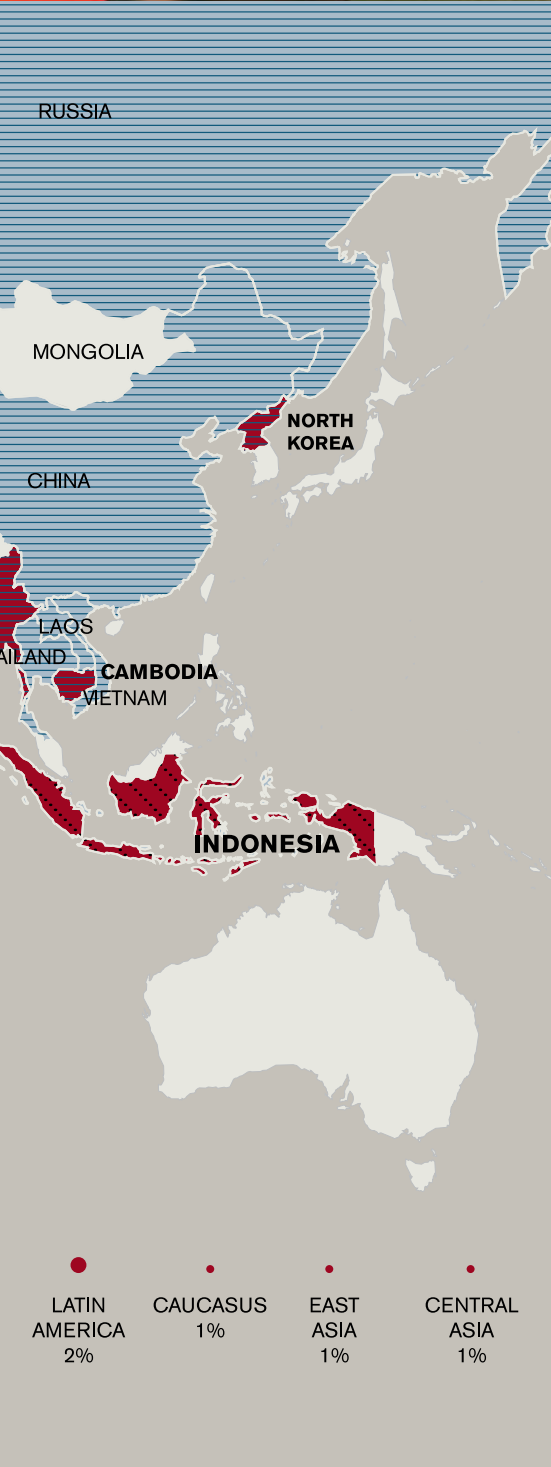 RUSSIA
MONGOLIA
NORTH
KOREA
CHINA
LAOS
AILAND
CAMBODIA
VIETNAM
INDONESIA
LATIN
AMERICA
2%
CAUCASUS
1%
EAST
ASIA
1%
CENTRAL
ASIA
1%